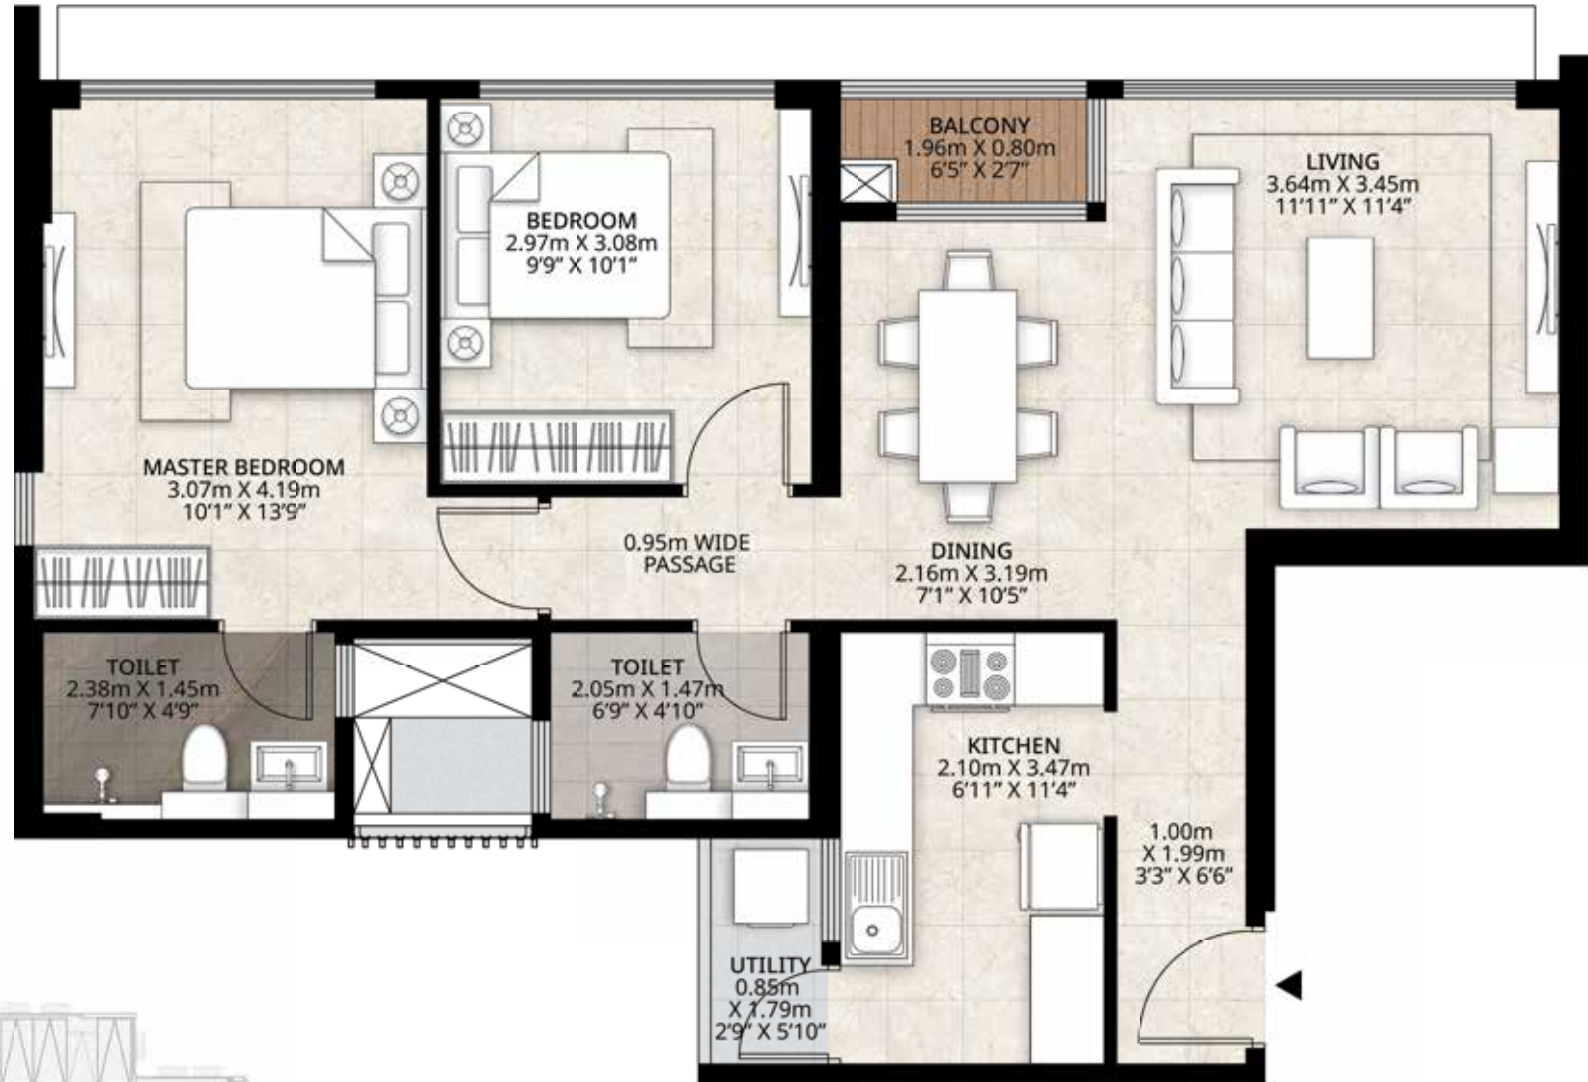 BALCONY
1.96m X 0.80m
6'5" X 2'7"
LIVING
3.64m X 3.45m
11'11" X 11'4"
BEDROOM
2.97m X 3.08m
9'9" X 10'1"
MASTER BEDROOM
3.07m X 4.19m
10'1" X 13'9"
0.95m WIDE
PASSAGE
DINING
2.16m X 3.19m
7'1" X 10'5"
TOILET
2.38m X 1.45m
7'10" X 4'9"
TOILET
2.05m X 1.47m
6'9" X 4'10"
KITCHEN
2.10m X 3.47m
6'11" X 11'4"
1.00m
X 1.99m
3'3" X 6'6"
UTILITY
0.85m
X 1.79m
2'9" X 5'10"